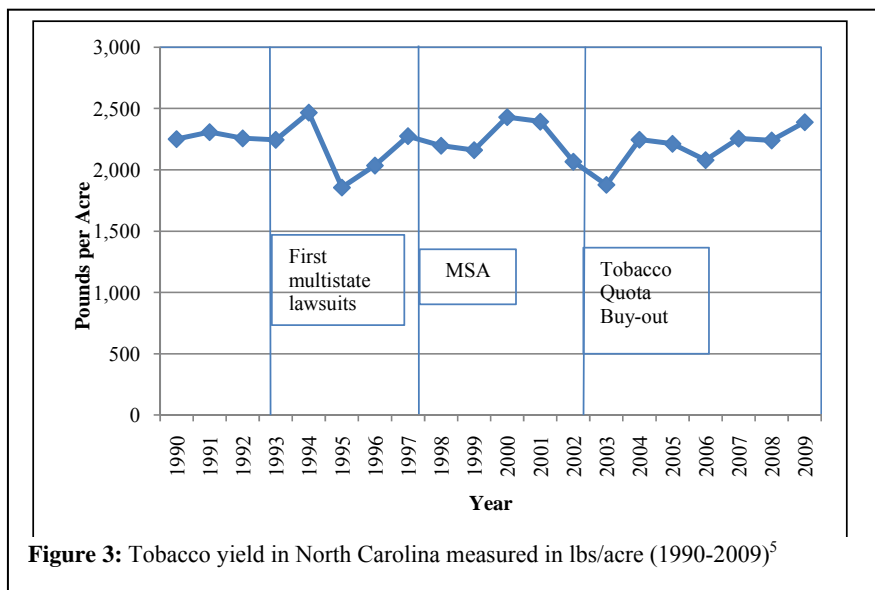 3,000
2,500
2,000
1,500
1,000
500
0
Pounds per Acre
First
multistate
lawsuits
MSA
Tobacco
Quota
Buy-out
1990
1991
1992
1993
1994
1995
1996
1997
1998
1999
2000
2001
2002
2003
2004
2005
2006
2007
2008
2009
Year
Figure 3: Tobacco yield in North Carolina measured in lbs/acre (1990-2009)⁵